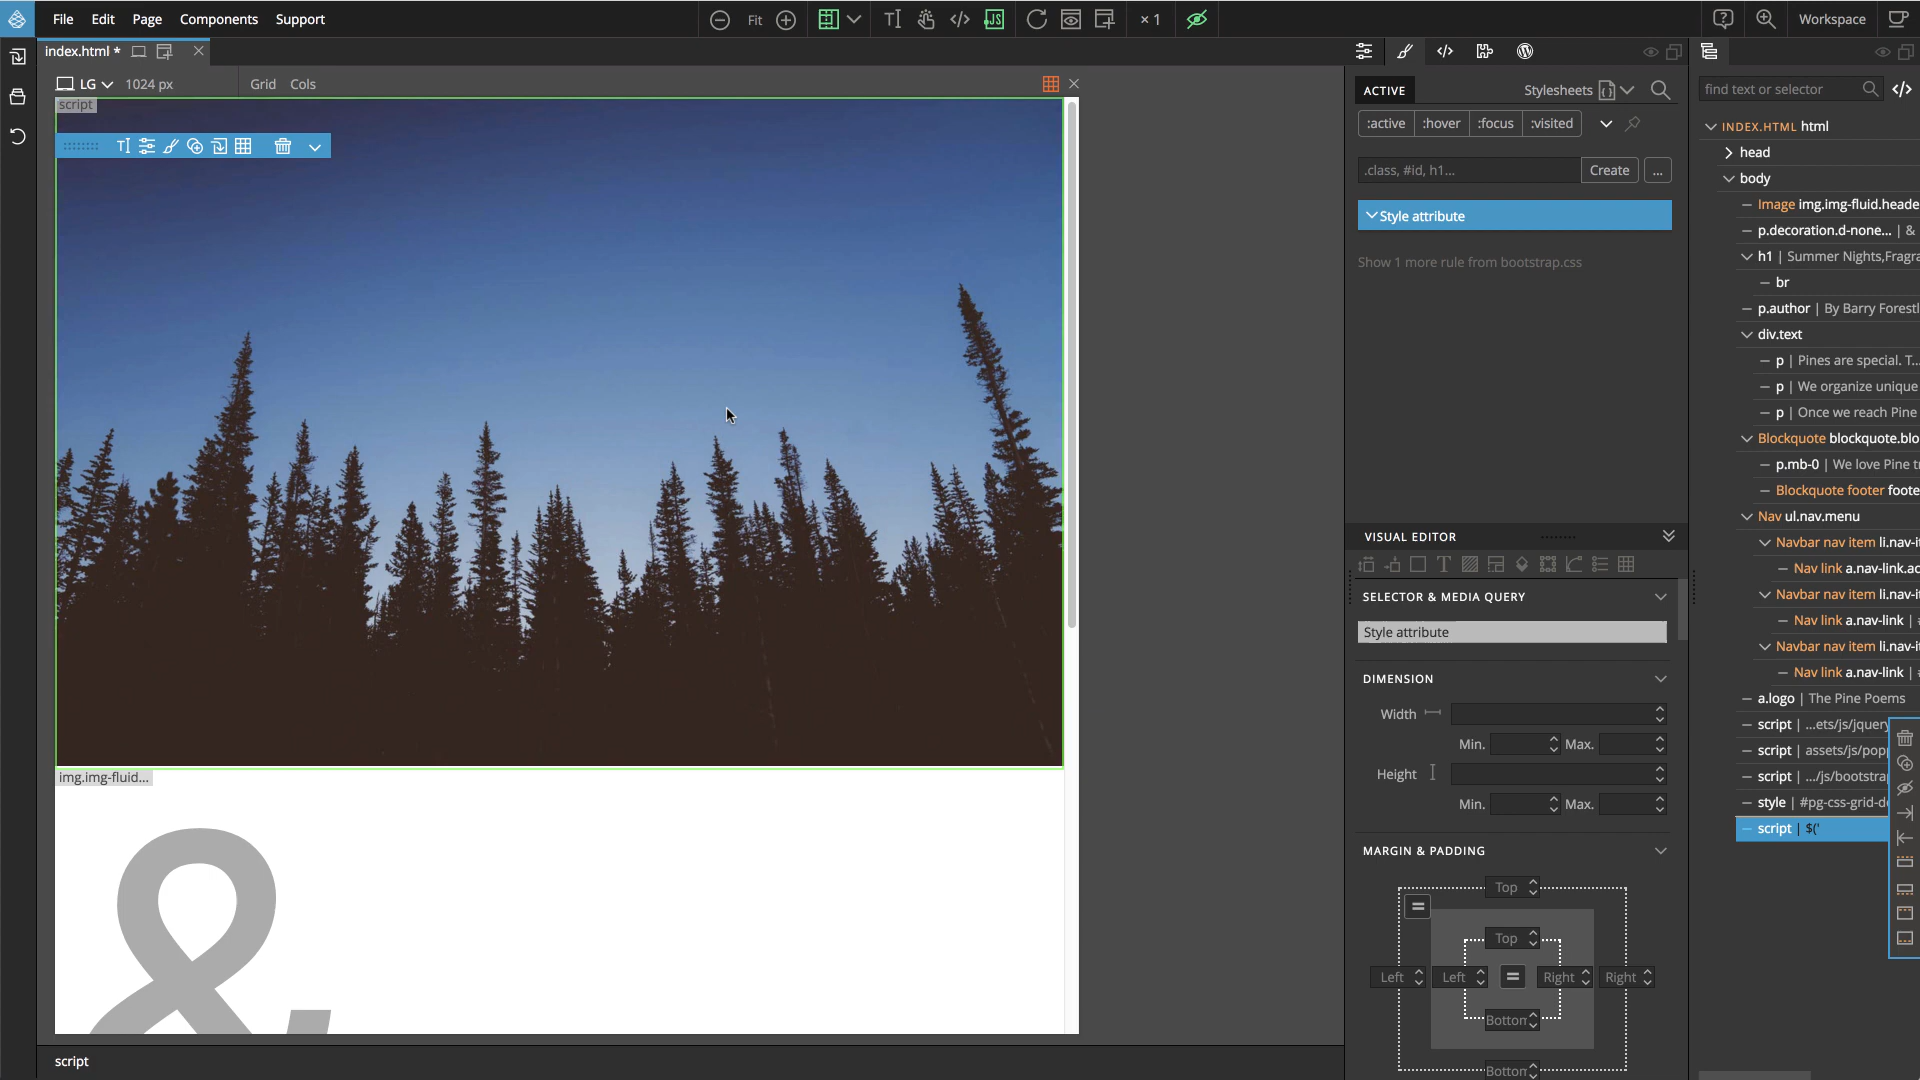 File Edit Page Components Support
Fit
JS
× 1
Workspace
index.html *
LG 1024 px Grid Cols
script
img.img-fluid...
&
script
ACTIVE
Stylesheets
:active :hover :focus :visited
.class, #id, h1...
Create
...
Style attribute
Show 1 more rule from bootstrap.css
VISUAL EDITOR
SELECTOR & MEDIA QUERY
Style attribute
DIMENSION
Width
Min. Max.
Height
Min. Max.
MARGIN & PADDING
Top
Top
Left Left = Right Right
Bottom
Bottom
find text or selector
INDEX.HTML html
head
body
Image img.img-fluid.heade
p.decoration.d-none... | &
h1 | Summer Nights,Fragra
br
p.author | By Barry Forestl
div.text
p | Pines are special. T...
p | We organize unique
p | Once we reach Pine
Blockquote blockquote.blo
p.mb-0 | We love Pine t
Blockquote footer foote
Nav ul.nav.menu
Navbar nav item li.nav-i
Nav link a.nav-link.ac
Navbar nav item li.nav-i
Nav link a.nav-link |
Navbar nav item li.nav-i
Nav link a.nav-link |
a.logo | The Pine Poems
script | ...ets/js/jquery
script | assets/js/pop
script | .../js/bootstra
style | #pg-css-grid-d
script | $('